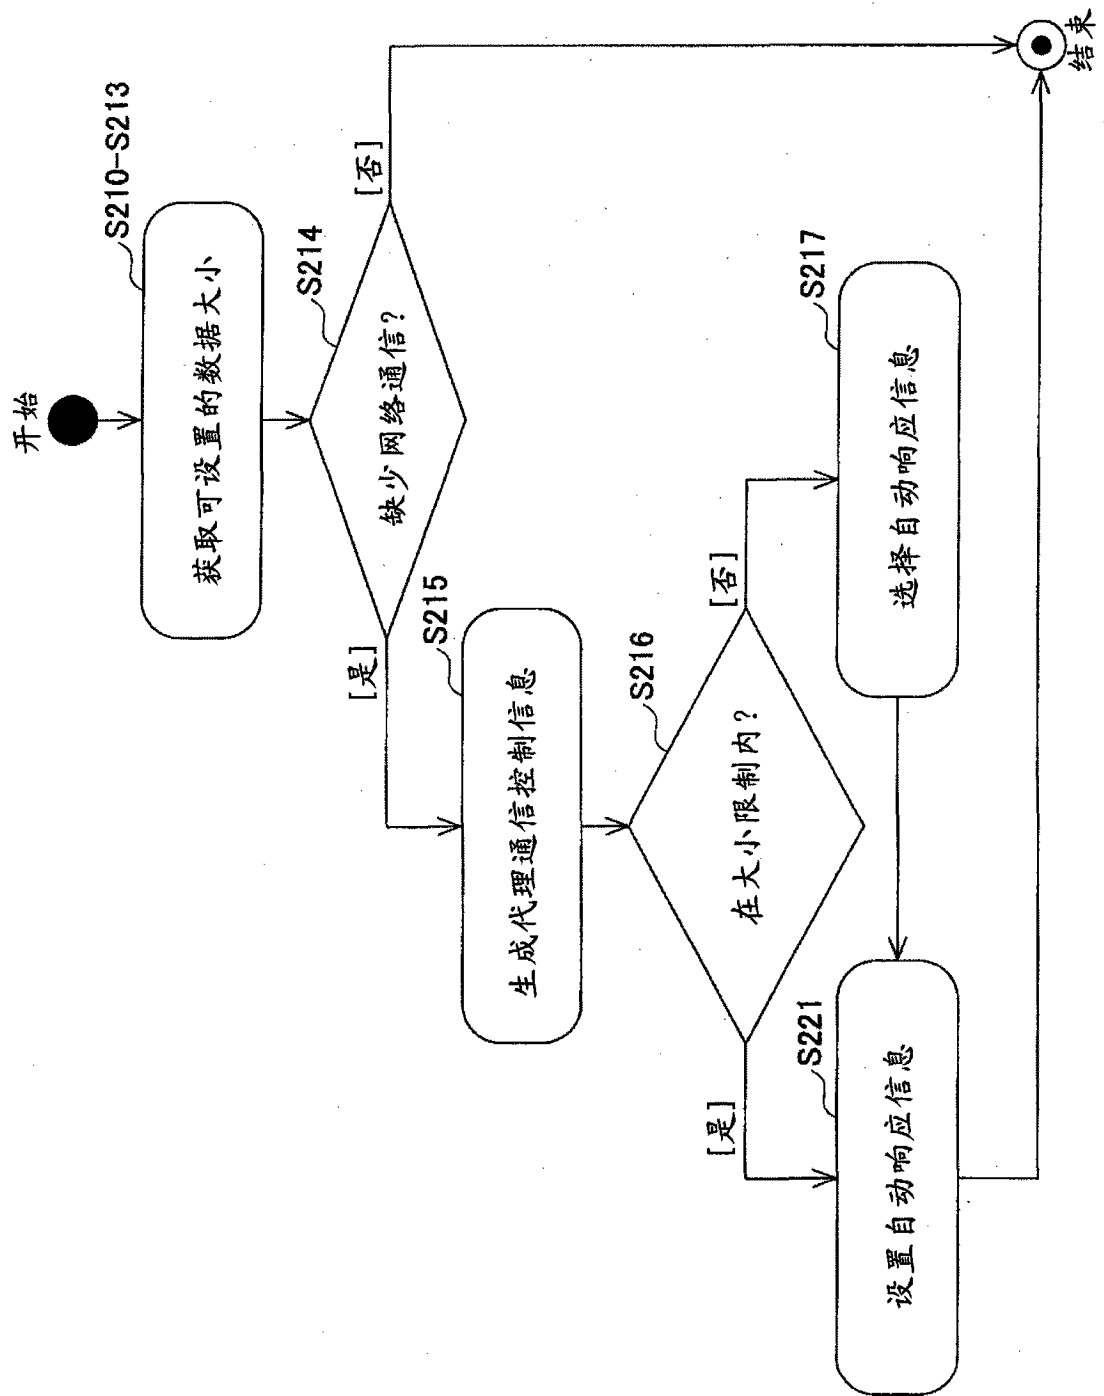 开始
S210-S213
获取可设置的数据大小
S214
缺少网络通信?
[否]
[是]
S215
生成代理通信控制信息
S216
在大小限制内?
[否]
[是]
S217
选择自动响应信息
S221
设置自动响应信息
结束